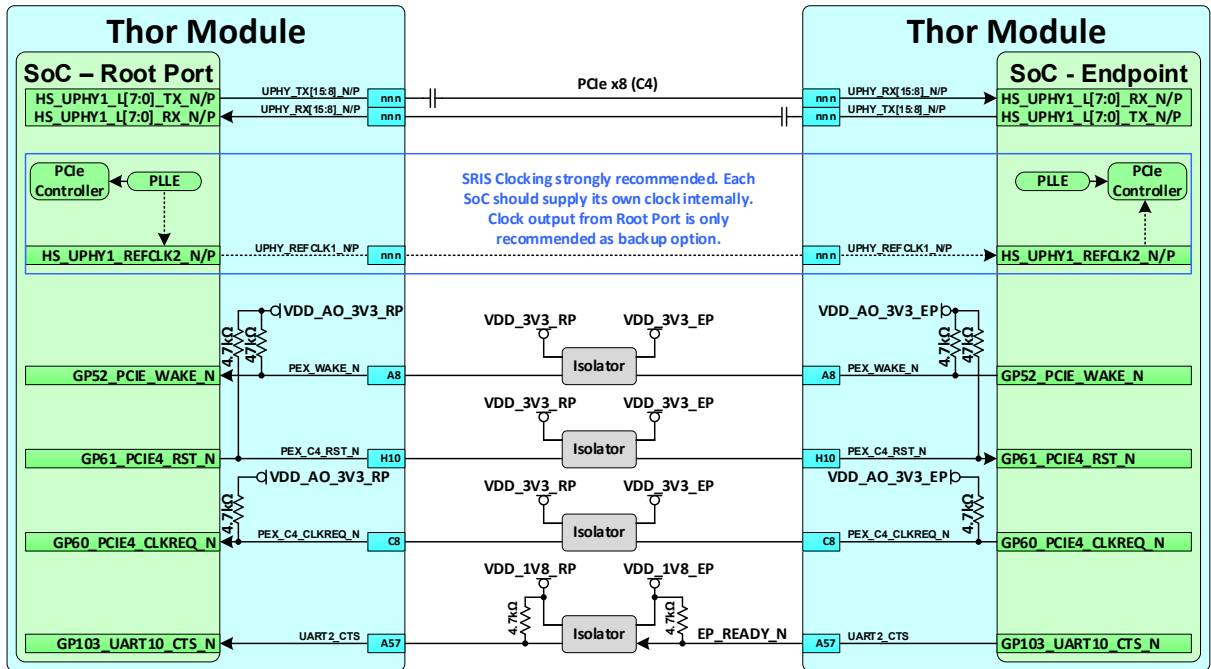 Thor Module
Thor Module
SoC – Root Port
SoC - Endpoint
PCIe x8 (C4)
HS_UPHY1_L[7:0]_TX_N/P
UPHY_TX[15:8]_N/P
nnn
nnn
UPHY_RX[15:8]_N/P
HS_UPHY1_L[7:0]_RX_N/P
HS_UPHY1_L[7:0]_RX_N/P
UPHY_RX[15:8]_N/P
nnn
nnn
UPHY_TX[15:8]_N/P
HS_UPHY1_L[7:0]_TX_N/P
PCIe
Controller
PLLE
SRIS Clocking strongly recommended. Each
SoC should supply its own clock internally.
Clock output from Root Port is only
recommended as backup option.
PLLE
PCIe
Controller
HS_UPHY1_REFCLK2_N/P
UPHY_REFCLK1_N/P
nnn
nnn
UPHY_REFCLK1_N/P
HS_UPHY1_REFCLK2_N/P
VDD_AO_3V3_RP
4.7kΩ
47kΩ
VDD_3V3_RP
VDD_3V3_EP
VDD_AO_3V3_EP
4.7kΩ
47kΩ
GP52_PCIE_WAKE_N
PEX_WAKE_N
A8
Isolator
A8
PEX_WAKE_N
GP52_PCIE_WAKE_N
VDD_3V3_RP
VDD_3V3_EP
GP61_PCIE4_RST_N
PEX_C4_RST_N
H10
Isolator
H10
PEX_C4_RST_N
GP61_PCIE4_RST_N
VDD_AO_3V3_RP
4.7kΩ
VDD_3V3_RP
VDD_3V3_EP
VDD_AO_3V3_EP
4.7kΩ
GP60_PCIE4_CLKREQ_N
PEX_C4_CLKREQ_N
C8
Isolator
C8
PEX_C4_CLKREQ_N
GP60_PCIE4_CLKREQ_N
VDD_1V8_RP
VDD_1V8_EP
4.7kΩ
4.7kΩ
GP103_UART10_CTS_N
UART2_CTS
A57
Isolator
EP_READY_N
A57
UART2_CTS
GP103_UART10_CTS_N